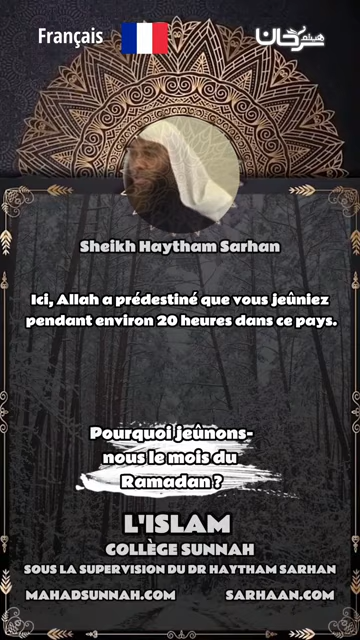 Français
هيثم سرحان
Sheikh Haytham Sarhan
Ici, Allah a prédestiné que vous jeûniez
pendant environ 20 heures dans ce pays.
Pourquoi jeûnons-
nous le mois du
Ramadan ?
L'ISLAM
COLLÈGE SUNNAH
SOUS LA SUPERVISION DU DR HAYTHAM SARHAN
MAHADSUNNAH.COM SARHAAN.COM